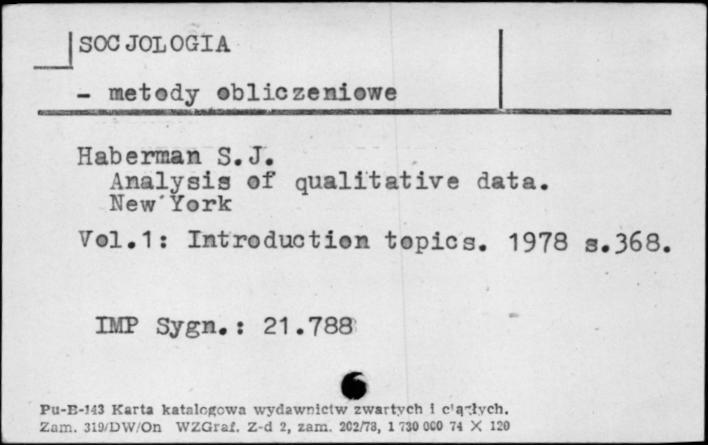 SOCJOLOGIA
- metody obliczeniowe
Haberman S.J.
Analysis of qualitative data.
New York
Vol.1: Introduction topics. 1978 s.368.
IMP Sygn.: 21.788
Pu-B-143 Karta katalogowa wydawnictw zwartych i ciągłych.
Zam. 319/DW/On WZGraf. Z-d 2, zam. 202/78, 1 730 000 74 X 120